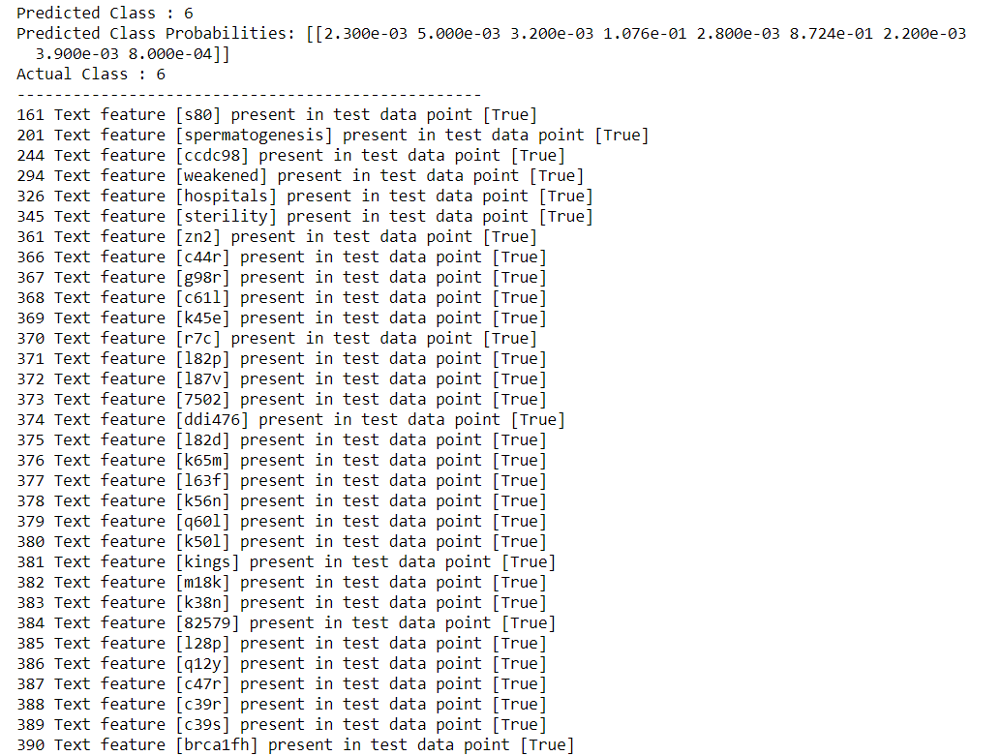 Predicted Class : 6
Predicted Class Probabilities: [[2.300e-03 5.000e-03 3.200e-03 1.076e-01 2.800e-03 8.724e-01 2.200e-03
  3.900e-03 8.000e-04]]
Actual Class : 6
--------------------------------------------------
161 Text feature [s80] present in test data point [True]
201 Text feature [spermatogenesis] present in test data point [True]
244 Text feature [ccdc98] present in test data point [True]
294 Text feature [weakened] present in test data point [True]
326 Text feature [hospitals] present in test data point [True]
345 Text feature [sterility] present in test data point [True]
361 Text feature [zn2] present in test data point [True]
366 Text feature [c44r] present in test data point [True]
367 Text feature [g98r] present in test data point [True]
368 Text feature [c61l] present in test data point [True]
369 Text feature [k45e] present in test data point [True]
370 Text feature [r7c] present in test data point [True]
371 Text feature [l82p] present in test data point [True]
372 Text feature [l87v] present in test data point [True]
373 Text feature [7502] present in test data point [True]
374 Text feature [ddi476] present in test data point [True]
375 Text feature [l82d] present in test data point [True]
376 Text feature [k65m] present in test data point [True]
377 Text feature [l63f] present in test data point [True]
378 Text feature [k56n] present in test data point [True]
379 Text feature [q60l] present in test data point [True]
380 Text feature [k50l] present in test data point [True]
381 Text feature [kings] present in test data point [True]
382 Text feature [m18k] present in test data point [True]
383 Text feature [k38n] present in test data point [True]
384 Text feature [82579] present in test data point [True]
385 Text feature [l28p] present in test data point [True]
386 Text feature [q12y] present in test data point [True]
387 Text feature [c47r] present in test data point [True]
388 Text feature [c39r] present in test data point [True]
389 Text feature [c39s] present in test data point [True]
390 Text feature [brca1fh] present in test data point [True]